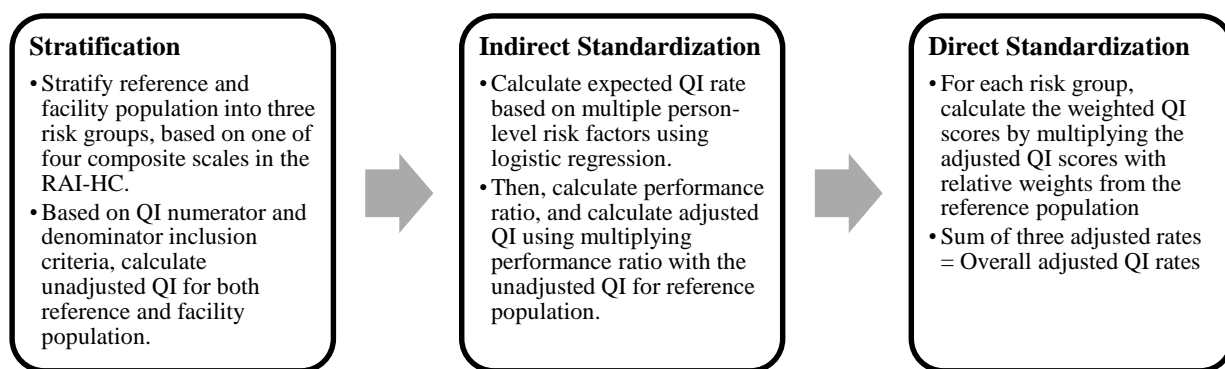 Stratification
• Stratify reference and
facility population into three
risk groups, based on one of
four composite scales in the
RAI-HC.
• Based on QI numerator and
denominator inclusion
criteria, calculate
unadjusted QI for both
reference and facility
population.
Indirect Standardization
• Calculate expected QI rate
based on multiple person-
level risk factors using
logistic regression.
• Then, calculate performance
ratio, and calculate adjusted
QI using multiplying
performance ratio with the
unadjusted QI for reference
population.
Direct Standardization
• For each risk group,
calculate the weighted QI
scores by multiplying the
adjusted QI scores with
relative weights from the
reference population
• Sum of three adjusted rates
= Overall adjusted QI rates